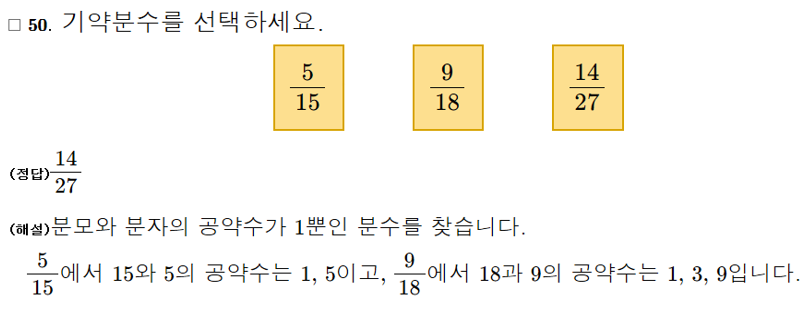 □ 50. 기약분수를 선택하세요.
5/15 9/18 14/27
(정답) 14/27
(해설)분모와 분자의 공약수가 1뿐인 분수를 찾습니다.
5/15에서 15와 5의 공약수는 1, 5이고, 9/18에서 18과 9의 공약수는 1, 3, 9입니다.